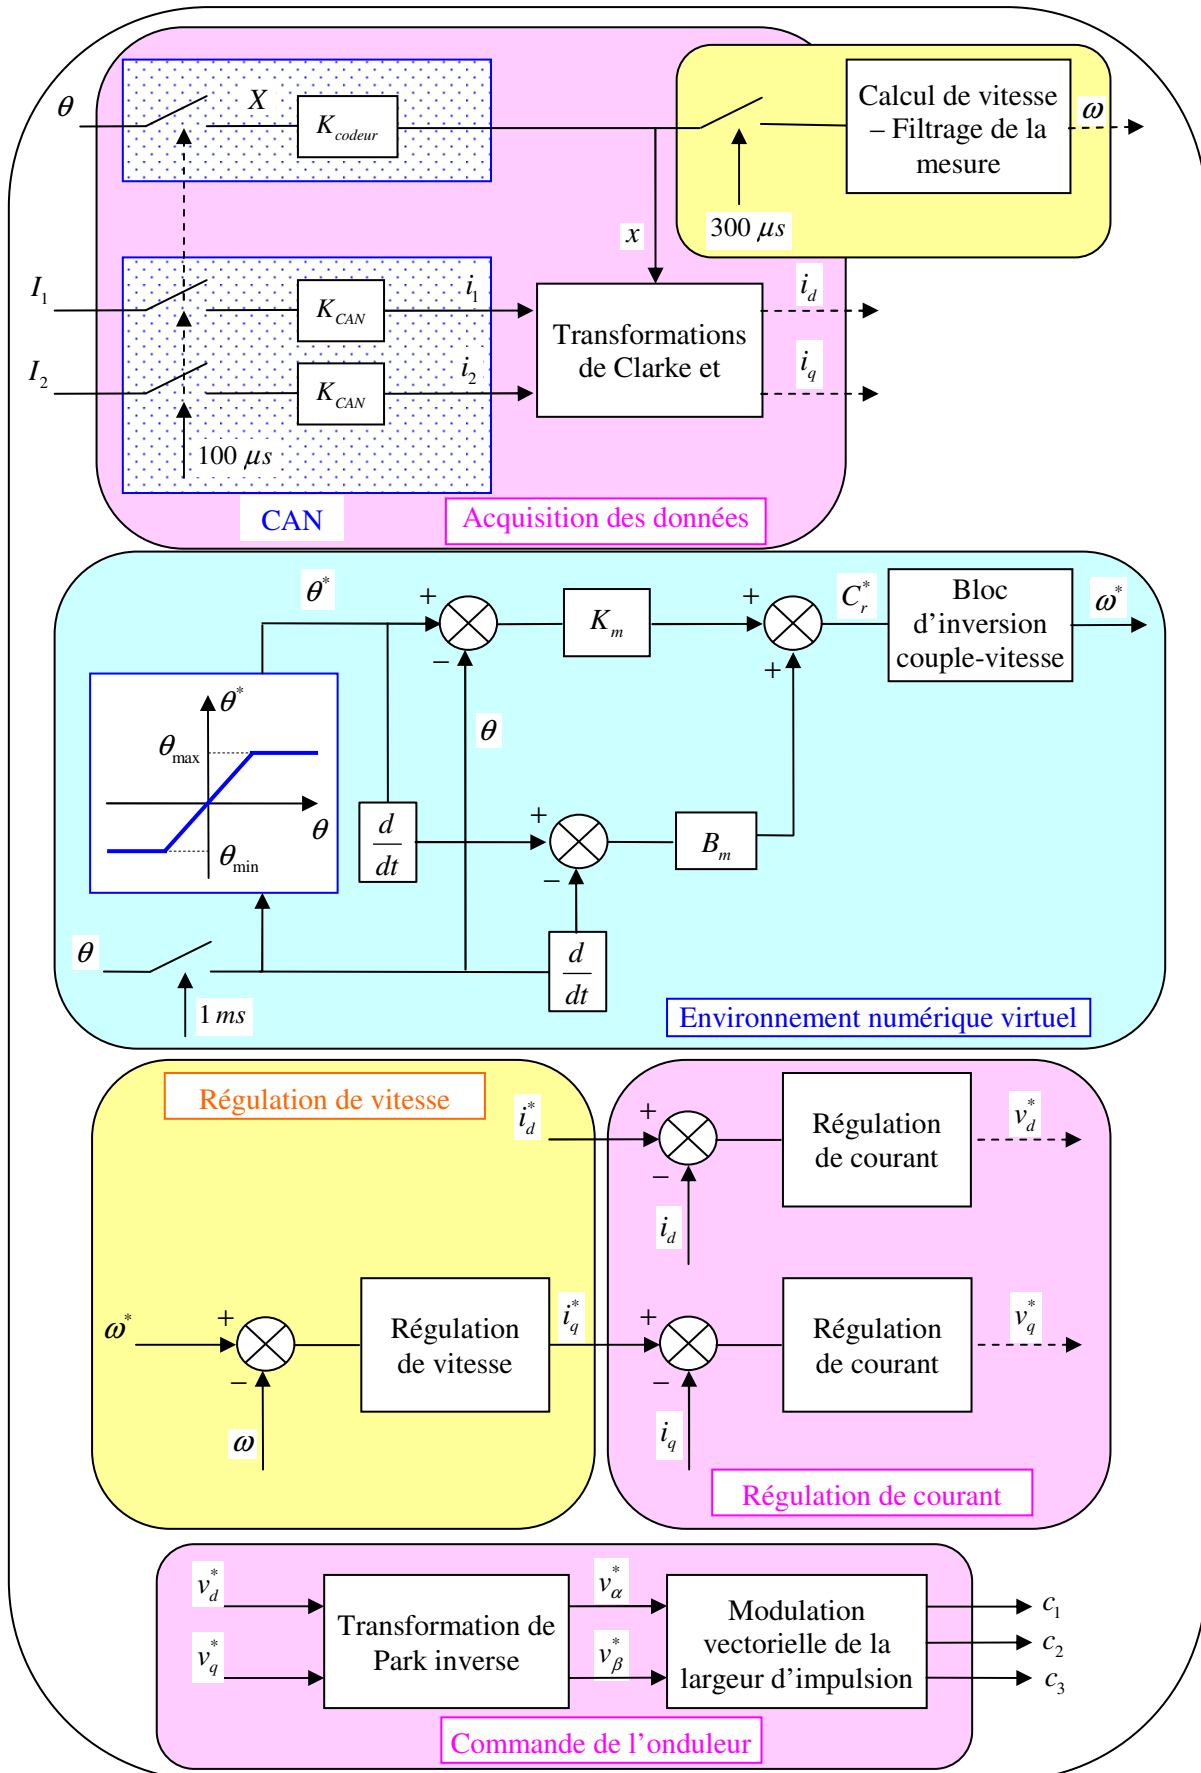 θ
X
K_codeur
Calcul de vitesse
– Filtrage de la
mesure
ω
300 μs
x
I_1
K_CAN
i_1
Transformations
de Clarke et
i_d
I_2
K_CAN
i_2
i_q
100 μs
CAN
Acquisition des données
θ^*
+
−
K_m
+
+
C_r^*
Bloc
d’inversion
couple-vitesse
ω^*
θ^*
θ_max
θ
θ_min
θ
d/dt
+
−
B_m
θ
1 ms
d/dt
Environnement numérique virtuel
Régulation de vitesse
i_d^*
+
−
Régulation
de courant
v_d^*
i_d
ω^*
+
−
Régulation
de vitesse
i_q^*
+
−
Régulation
de courant
v_q^*
ω
i_q
Régulation de courant
v_d^*
v_q^*
Transformation de
Park inverse
v_α^*
v_β^*
Modulation
vectorielle de la
largeur d’impulsion
c_1
c_2
c_3
Commande de l’onduleur